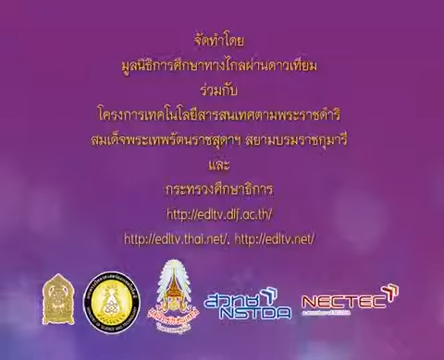 จัดทำโดย
มูลนิธิการศึกษาทางไกลผ่านดาวเทียม
ร่วมกับ
โครงการเทคโนโลยีสารสนเทศตามพระราชดำริ
สมเด็จพระเทพรัตนราชสุดาฯ สยามบรมราชกุมารี
และ
กระทรวงศึกษาธิการ
http://edltv.dlf.ac.th/
http://edltv.thai.net/, http://edltv.net/
สวทช
NSTDA
NECTEC